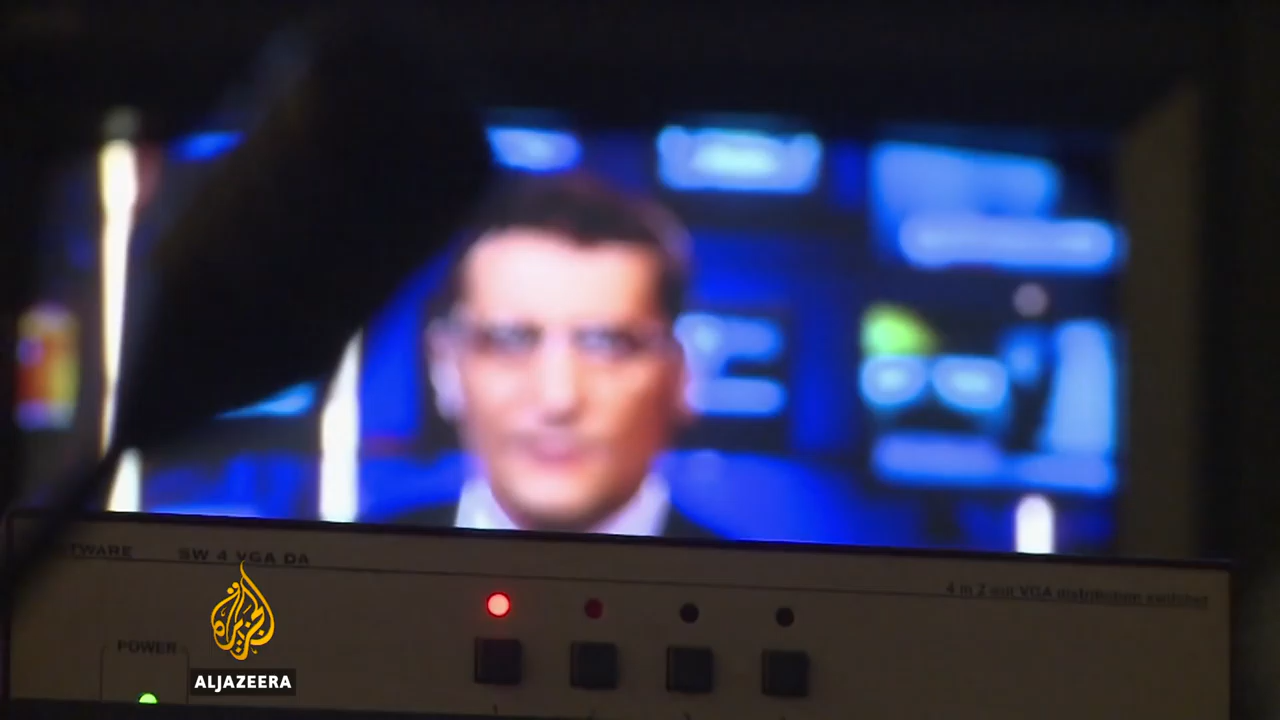 TWARE SW 4 VGA DA
4 in 2 out VGA distribution switcher
POWER
الجزيرة
ALJAZEERA